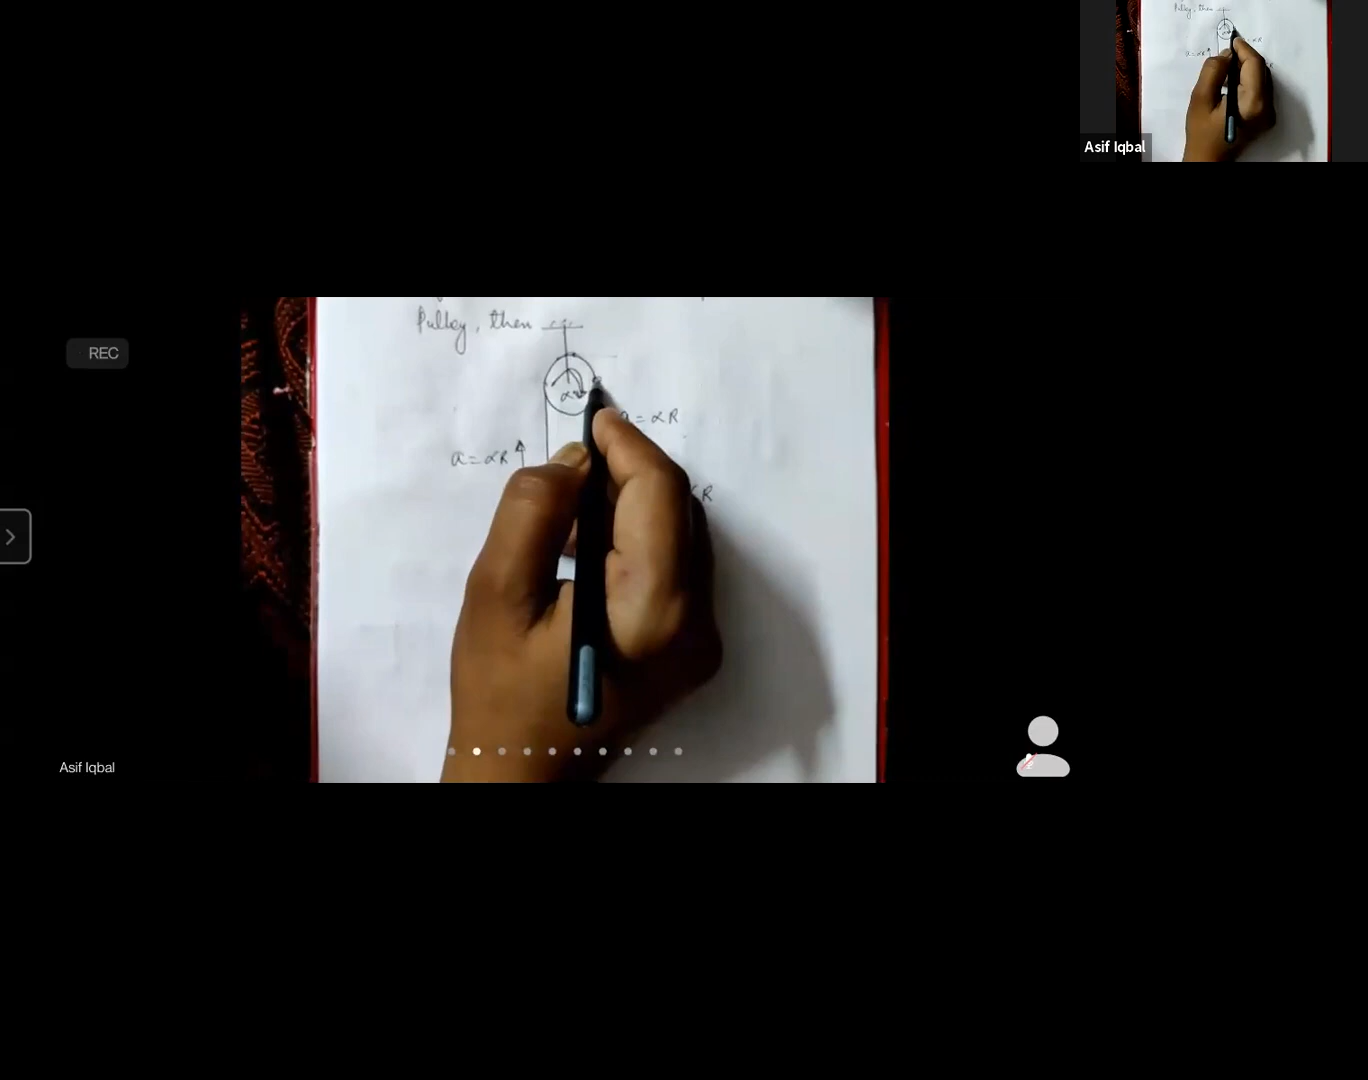 Asif Iqbal
REC
Pulley, then
α
= αR
a = αR
R
Asif Iqbal